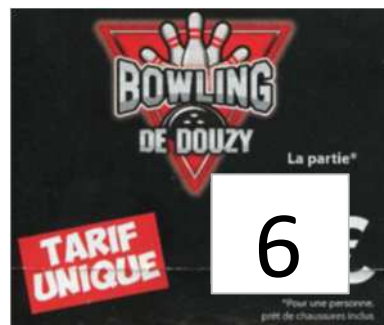 BOWLING
DE DOUZY
La partie*
TARIF
UNIQUE
6 €
*Pour une personne,
prêt de chaussures inclus